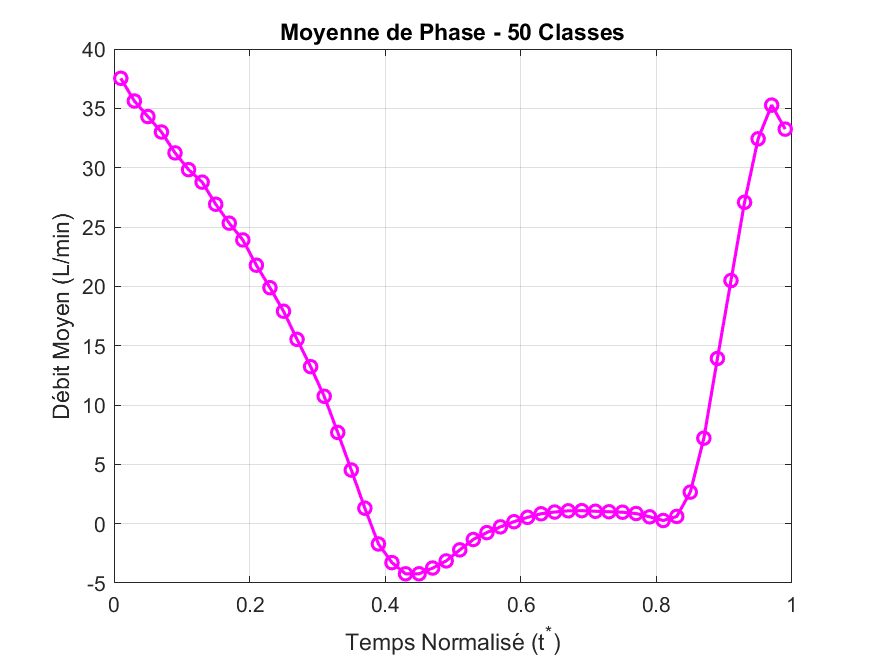 Moyenne de Phase - 50 Classes
40
35
30
25
20
15
10
5
0
-5
Débit Moyen (L/min)
0 0.2 0.4 0.6 0.8 1
Temps Normalisé (t*)